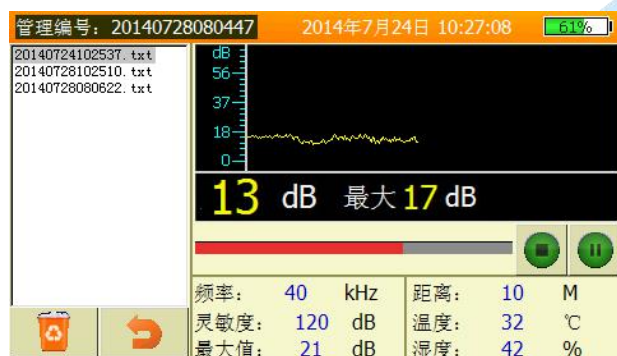 管理编号: 20140728080447 2014年7月24日 10:27:08 61%
20140724102537.txt
20140728102510.txt
20140728080622.txt
dB
56
37
18
0
13 dB 最大 17 dB
频率: 40 kHz 距离: 10 M
灵敏度: 120 dB 温度: 32 ℃
最大值: 21 dB 湿度: 42 %